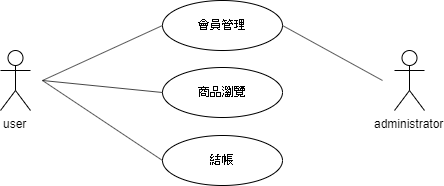 會員管理
商品瀏覽
結帳
user
administrator